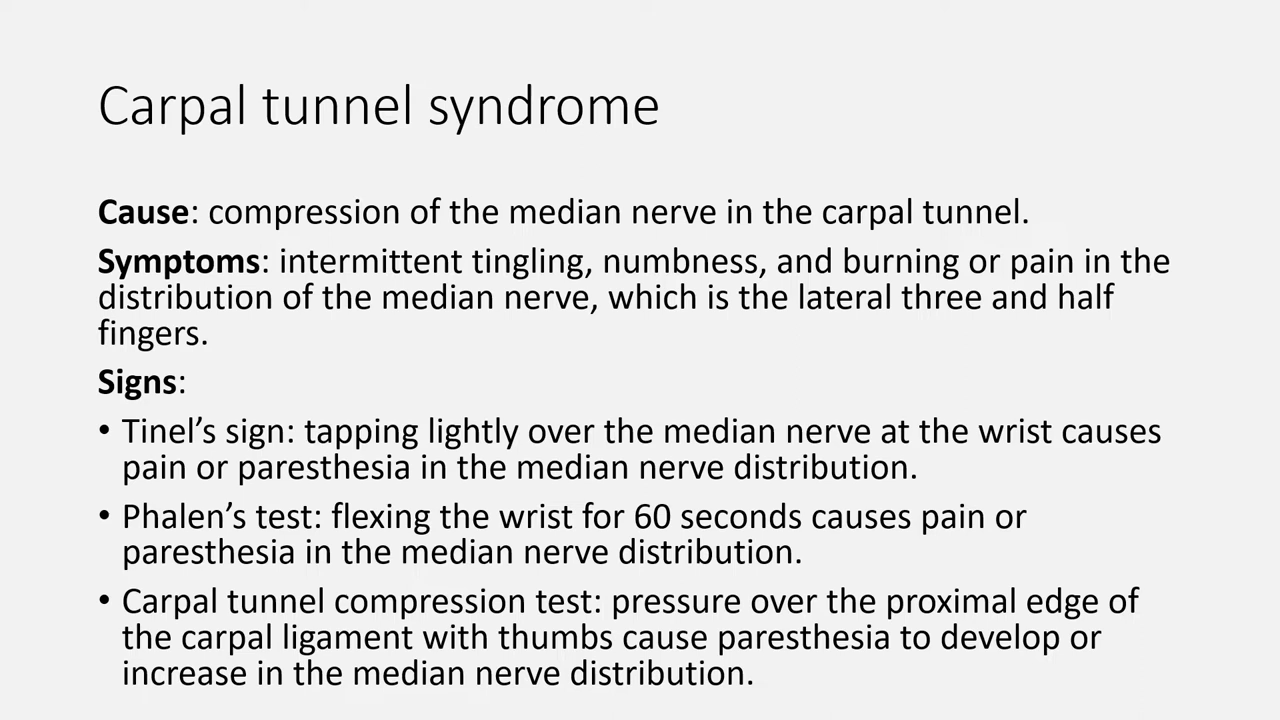 Carpal tunnel syndrome
Cause: compression of the median nerve in the carpal tunnel.
Symptoms: intermittent tingling, numbness, and burning or pain in the
distribution of the median nerve, which is the lateral three and half
fingers.
Signs:
• Tinel’s sign: tapping lightly over the median nerve at the wrist causes
pain or paresthesia in the median nerve distribution.
• Phalen’s test: flexing the wrist for 60 seconds causes pain or
paresthesia in the median nerve distribution.
• Carpal tunnel compression test: pressure over the proximal edge of
the carpal ligament with thumbs cause paresthesia to develop or
increase in the median nerve distribution.